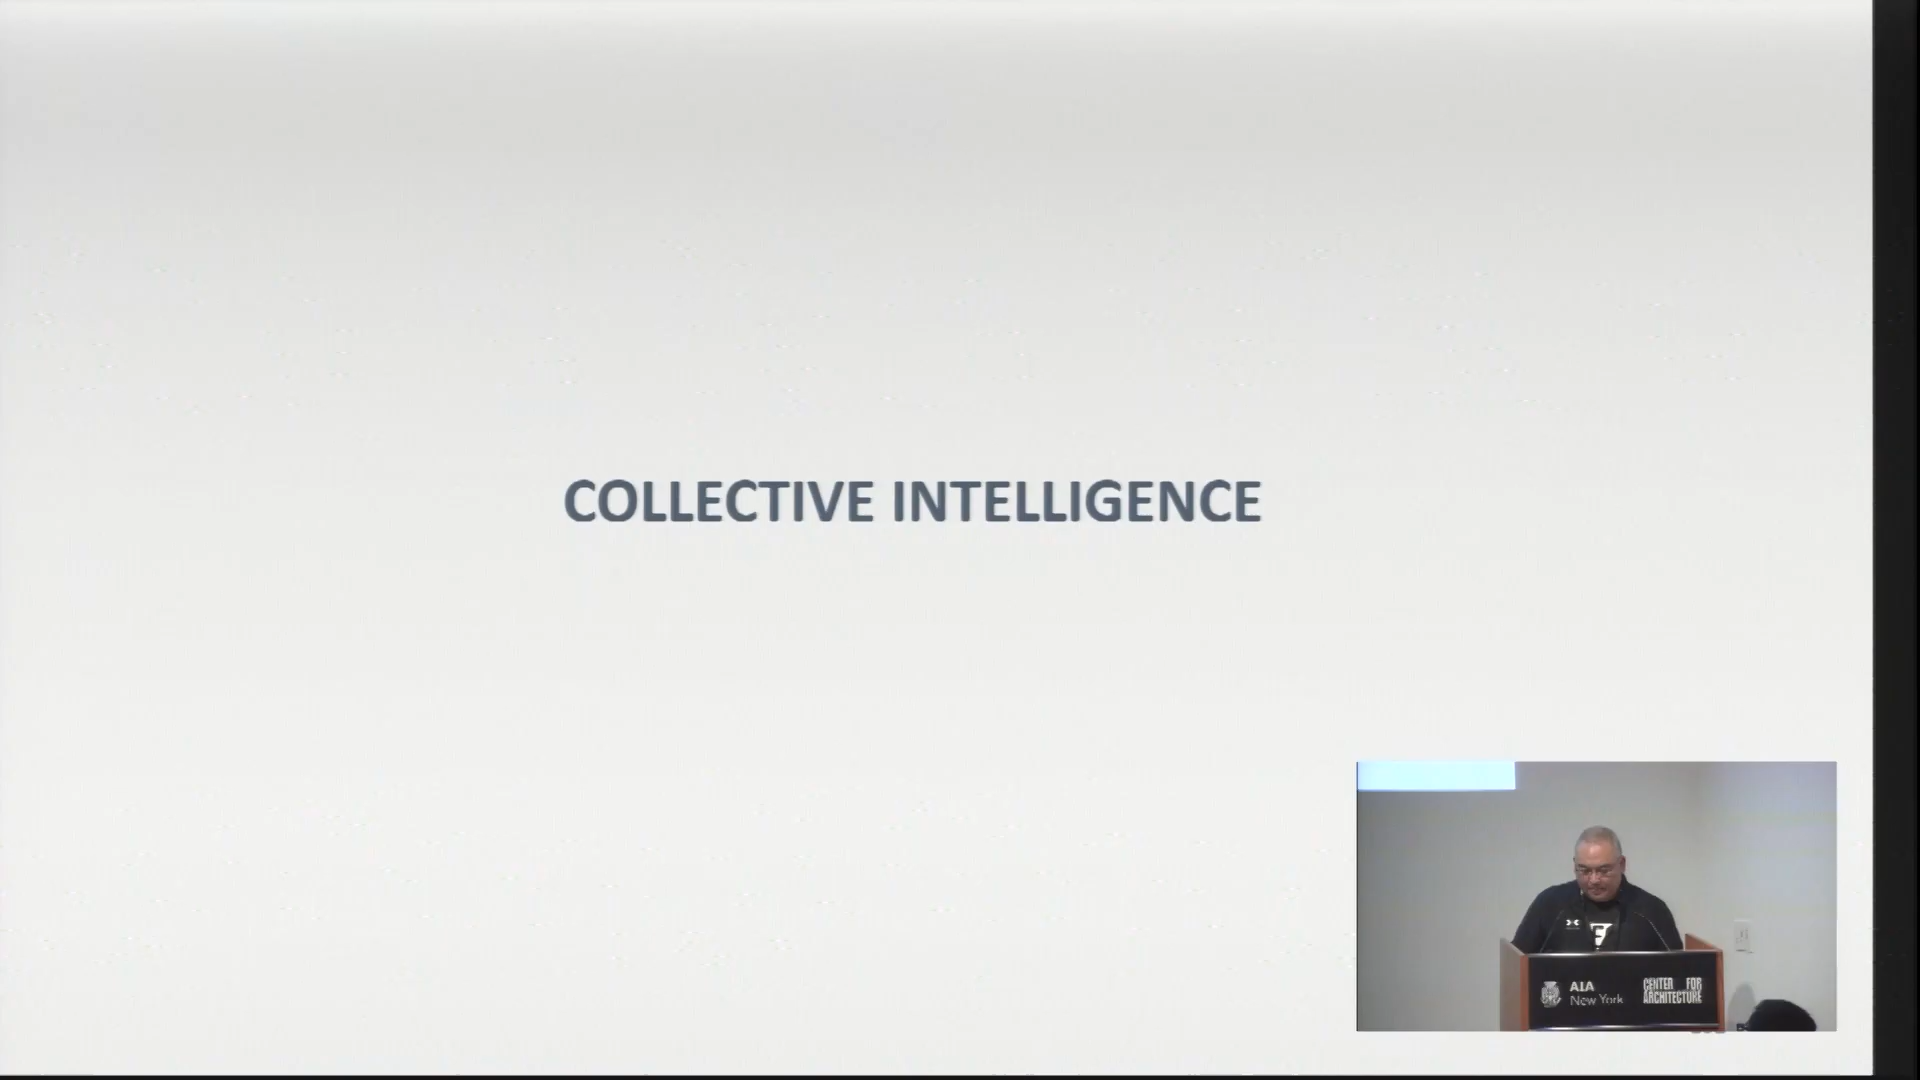 COLLECTIVE INTELLIGENCE
AIA
New York
CENTER FOR
ARCHITECTURE